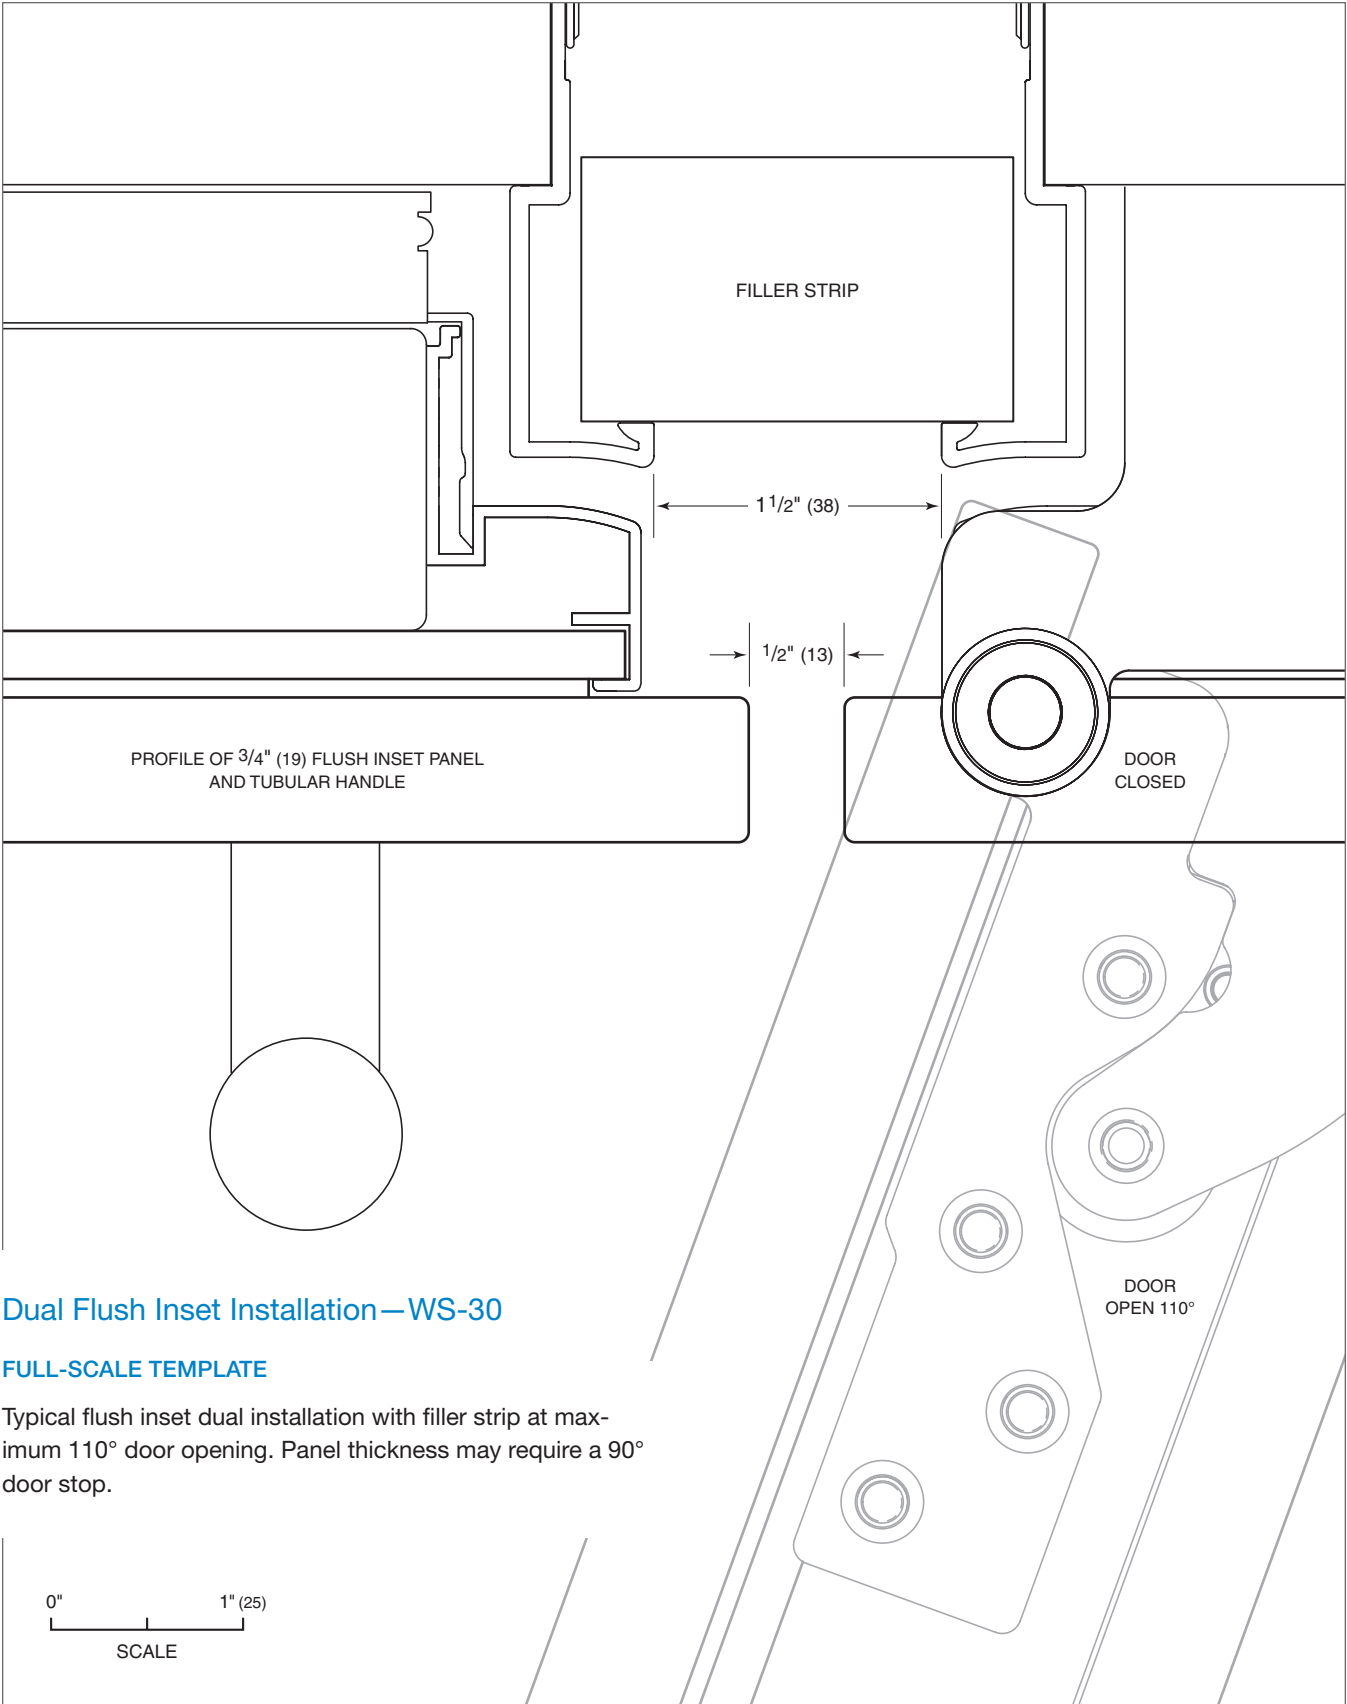 FILLER STRIP
1 1/2" (38)
1/2" (13)
PROFILE OF 3/4" (19) FLUSH INSET PANEL
AND TUBULAR HANDLE
DOOR
CLOSED
DOOR
OPEN 110°
Dual Flush Inset Installation—WS-30
FULL-SCALE TEMPLATE
Typical flush inset dual installation with filler strip at max-
imum 110° door opening. Panel thickness may require a 90°
door stop.
0" 1" (25)
SCALE